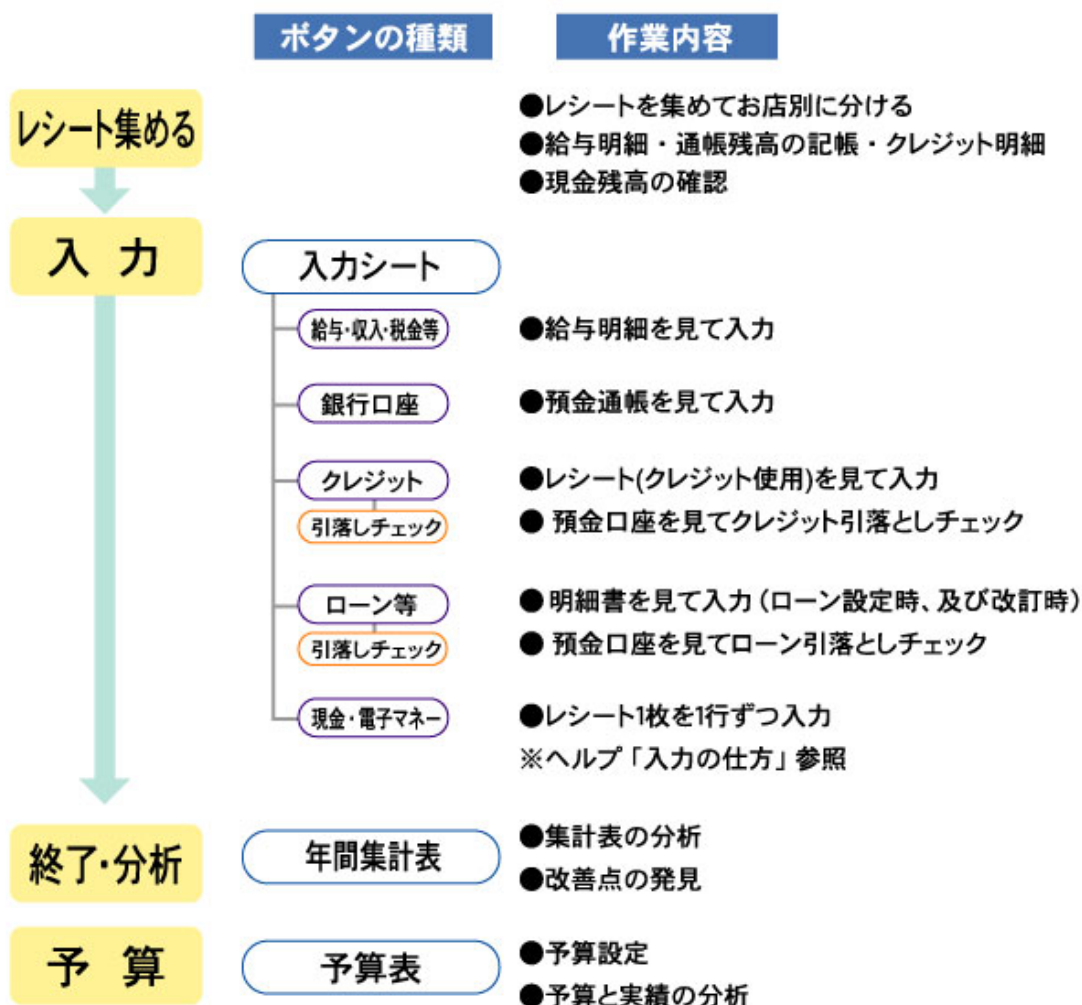 ボタンの種類 作業内容
レシート集める
●レシートを集めてお店別に分ける
●給与明細・通帳残高の記帳・クレジット明細
●現金残高の確認
入 力
入力シート
給与・収入・税金等 ●給与明細を見て入力
銀行口座 ●預金通帳を見て入力
クレジット ●レシート(クレジット使用)を見て入力
引落しチェック ● 預金口座を見てクレジット引落としチェック
ローン等 ● 明細書を見て入力（ローン設定時、及び改訂時）
引落しチェック ● 預金口座を見てローン引落としチェック
現金・電子マネー ●レシート1枚を1行ずつ入力
※ヘルプ「入力の仕方」参照
終了・分析 年間集計表
●集計表の分析
●改善点の発見
予 算 予算表
●予算設定
●予算と実績の分析